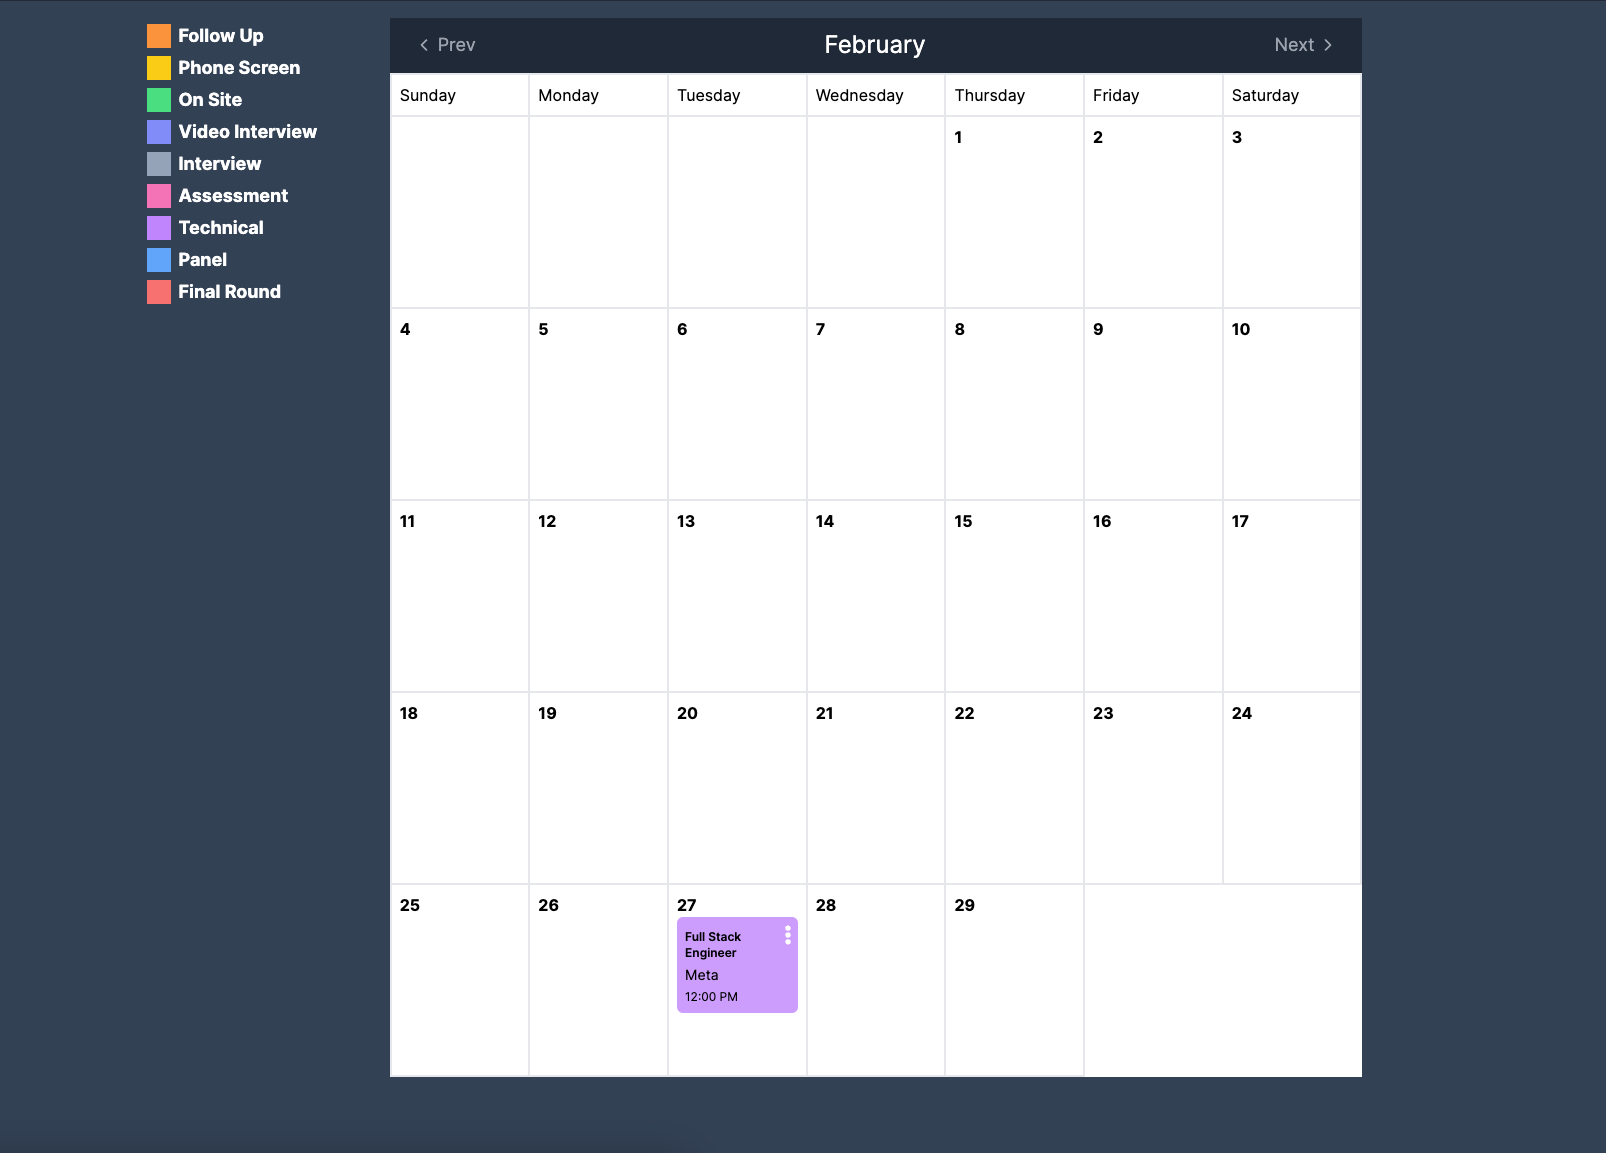 Follow Up
Phone Screen
On Site
Video Interview
Interview
Assessment
Technical
Panel
Final Round
Prev
February
Next
Sunday Monday Tuesday Wednesday Thursday Friday Saturday
1 2 3
4 5 6 7 8 9 10
11 12 13 14 15 16 17
18 19 20 21 22 23 24
25 26 27 28 29
Full Stack
Engineer
Meta
12:00 PM